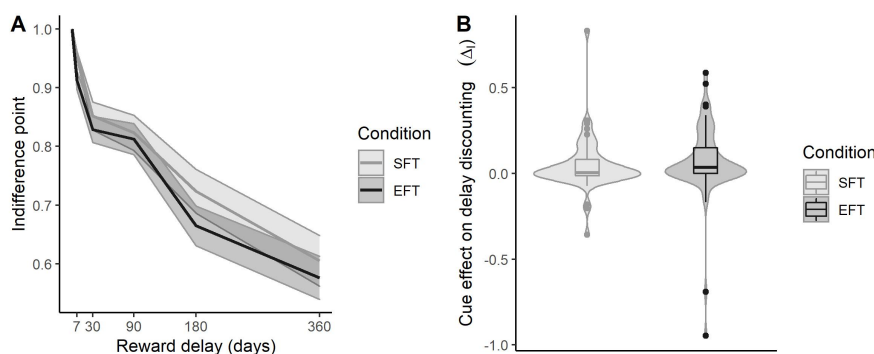 A
1.0
0.9
0.8
0.7
0.6
Indifference point
7 30 90 180 360
Reward delay (days)
Condition
SFT
EFT
B
Cue effect on delay discounting (ΔI)
0.5
0.0
-0.5
-1.0
Condition
SFT
EFT